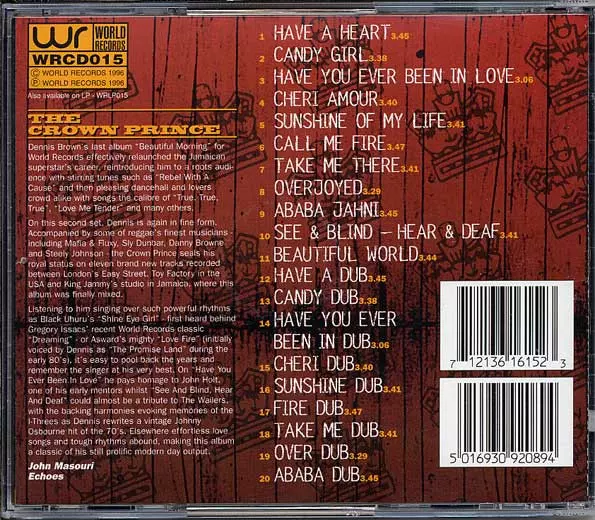 wr WORLD RECORDS
WRCD015
© WORLD RECORDS 1996
℗ WORLD RECORDS 1996
Also available on LP - WRLP015
THE
CROWN PRINCE
Dennis Brown's last album "Beautiful Morning" for
World Records effectively relaunched the Jamaican
superstar's career, reintroducing him to a roots audi-
ence with stirring tunes such as "Rebel With A
Cause" and then pleasing dancehall and lovers
crowd alike with songs the calibre of "True, True,
True", "Love Me Tender" and many others.
On this second set, Dennis is again in fine form.
Accompanied by some of reggae's finest musicians -
including Mafia & Fluxy, Sly Dunbar, Danny Browne
and Steely Johnson - the Crown Prince seals his
royal status on eleven brand new tracks recorded
between London's Easy Street, Toy Factory in the
USA and King Jammy's studio in Jamaica, where this
album was finally mixed.
Listening to him singing over such powerful rhythms
as Black Uhuru's "Shine Eye Girl" - first heard behind
Gregory Issacs' recent World Records classic
"Dreaming" - or Asward's mighty "Love Fire" (initially
voiced by Dennis as "The Promise Land" during the
early 80's), it's easy to pool back the years and
remember the singer at his very best. On "Have You
Ever Been In Love" he pays homage to John Holt,
one of his early mentors whilst "See And Blind, Hear
And Deaf" could almost be a tribute to The Wailers,
with the backing harmonies evoking memories of the
I-Threes as Dennis rewrites a vintage Johnny
Osbourne hit of the 70's. Elsewhere effortless love
songs and tough rhythms abound, making this album
a classic of his still prolific modern day output.
John Masouri
Echoes
1 HAVE A HEART 3.45
2 CANDY GIRL 3.38
3 HAVE YOU EVER BEEN IN LOVE 3.06
4 CHERI AMOUR 3.40
5 SUNSHINE OF MY LIFE 3.41
6 CALL ME FIRE 3.47
7 TAKE ME THERE 3.41
8 OVERJOYED 3.29
9 ABABA JAHNI 3.45
10 SEE & BLIND – HEAR & DEAF 3.41
11 BEAUTIFUL WORLD 3.44
12 HAVE A DUB 3.45
13 CANDY DUB 3.38
14 HAVE YOU EVER
BEEN IN DUB 3.06
15 CHERI DUB 3.40
16 SUNSHINE DUB 3.41
17 FIRE DUB 3.47
18 TAKE ME DUB 3.41
19 OVER DUB 3.29
20 ABABA DUB 3.45
7 12136 16152 3
5 016930 920894